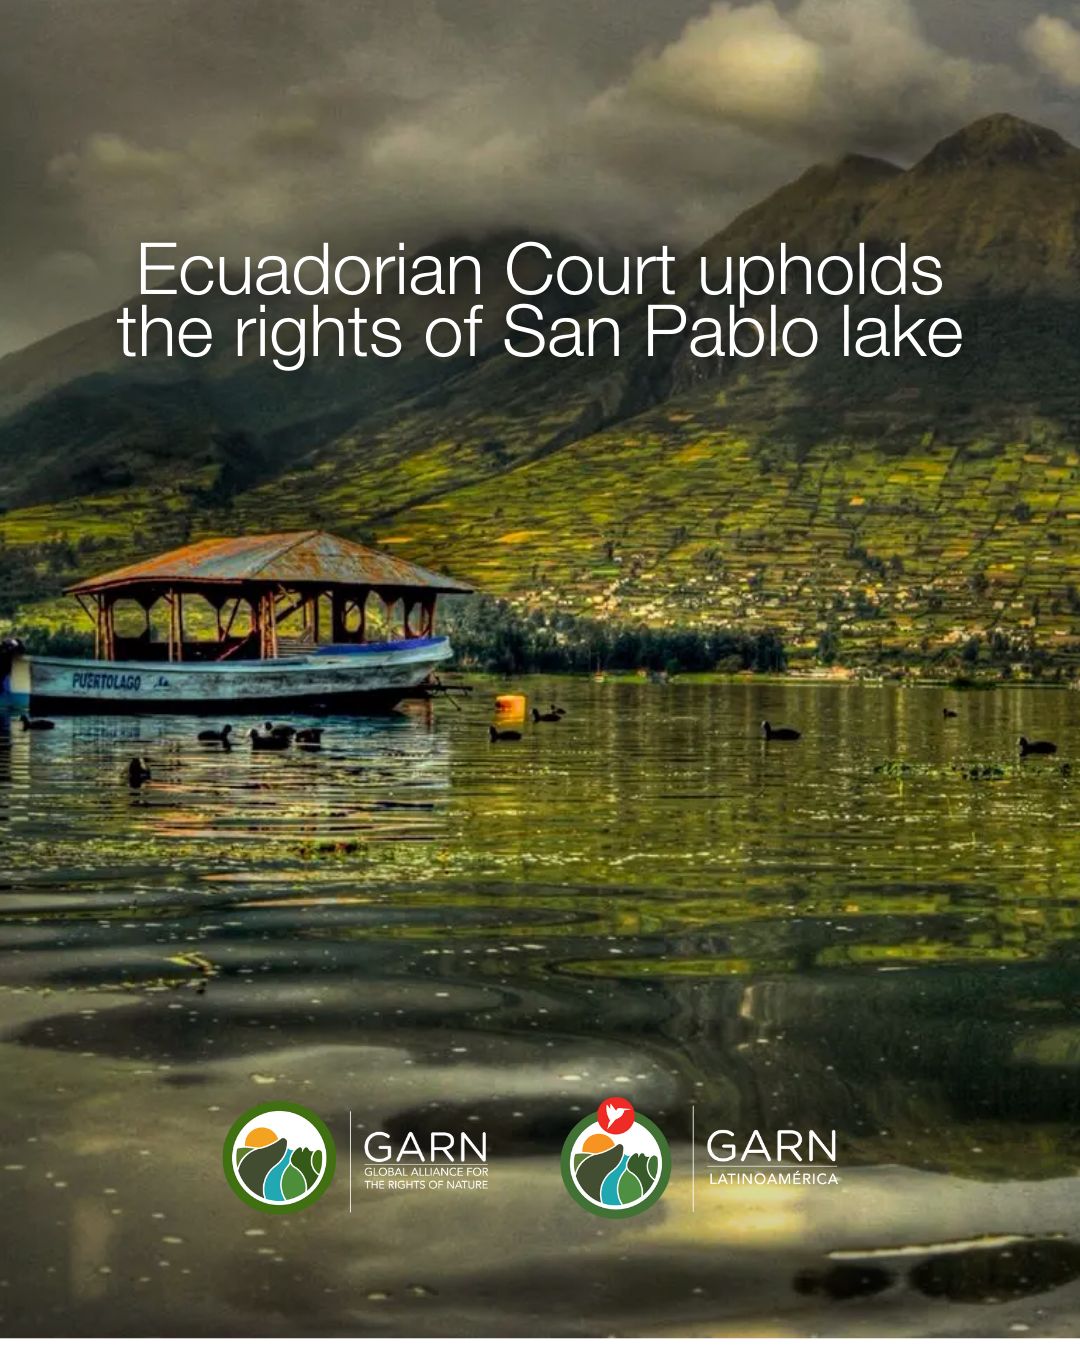 Ecuadorian Court upholds
the rights of San Pablo lake
PUERTOLAGO
GARN
GLOBAL ALLIANCE FOR
THE RIGHTS OF NATURE
GARN
LATINOAMÉRICA